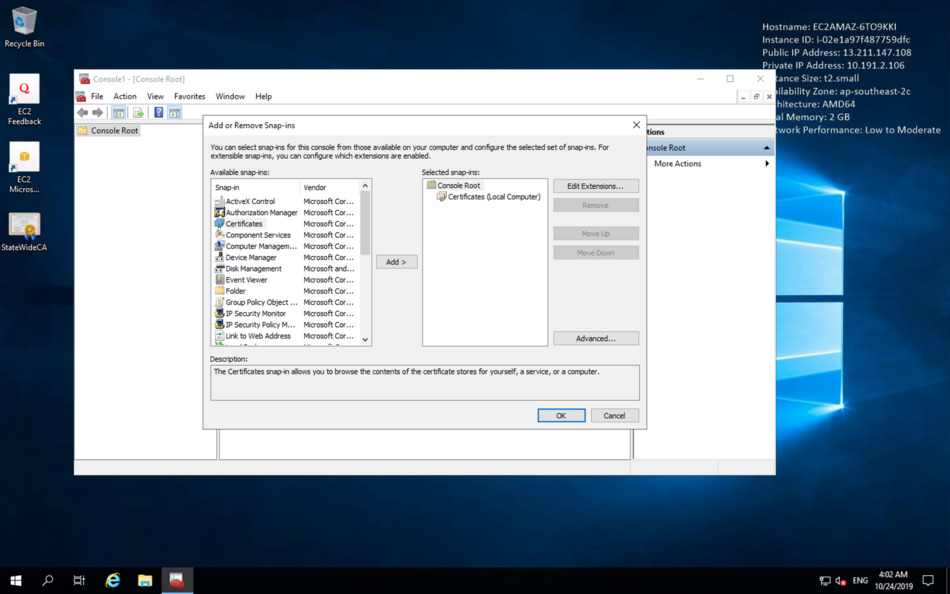 Recycle Bin
EC2
Feedback
EC2
Micros...
StateWideCA
Hostname: EC2AMAZ-6TO9KKI
Instance ID: i-02e1a97f487759dfc
Public IP Address: 13.211.147.108
Private IP Address: 10.191.2.106
stance Size: t2.small
ailability Zone: ap-southeast-2c
chitecture: AMD64
al Memory: 2 GB
twork Performance: Low to Moderate
Console1 - [Console Root]
File Action View Favorites Window Help
Console Root
tions
onsole Root
More Actions
Add or Remove Snap-ins
You can select snap-ins for this console from those available on your computer and configure the selected set of snap-ins. For
extensible snap-ins, you can configure which extensions are enabled.
Available snap-ins:
Snap-in Vendor
ActiveX Control Microsoft Cor...
Authorization Manager Microsoft Cor...
Certificates Microsoft Cor...
Component Services Microsoft Cor...
Computer Managem... Microsoft Cor...
Device Manager Microsoft Cor...
Disk Management Microsoft and...
Event Viewer Microsoft Cor...
Folder Microsoft Cor...
Group Policy Object ... Microsoft Cor...
IP Security Monitor Microsoft Cor...
IP Security Policy M... Microsoft Cor...
Link to Web Address Microsoft Cor...
Add >
Selected snap-ins:
Console Root
Certificates (Local Computer)
Edit Extensions...
Remove
Move Up
Move Down
Advanced...
Description:
The Certificates snap-in allows you to browse the contents of the certificate stores for yourself, a service, or a computer.
OK
Cancel
ENG
4:02 AM
10/24/2019